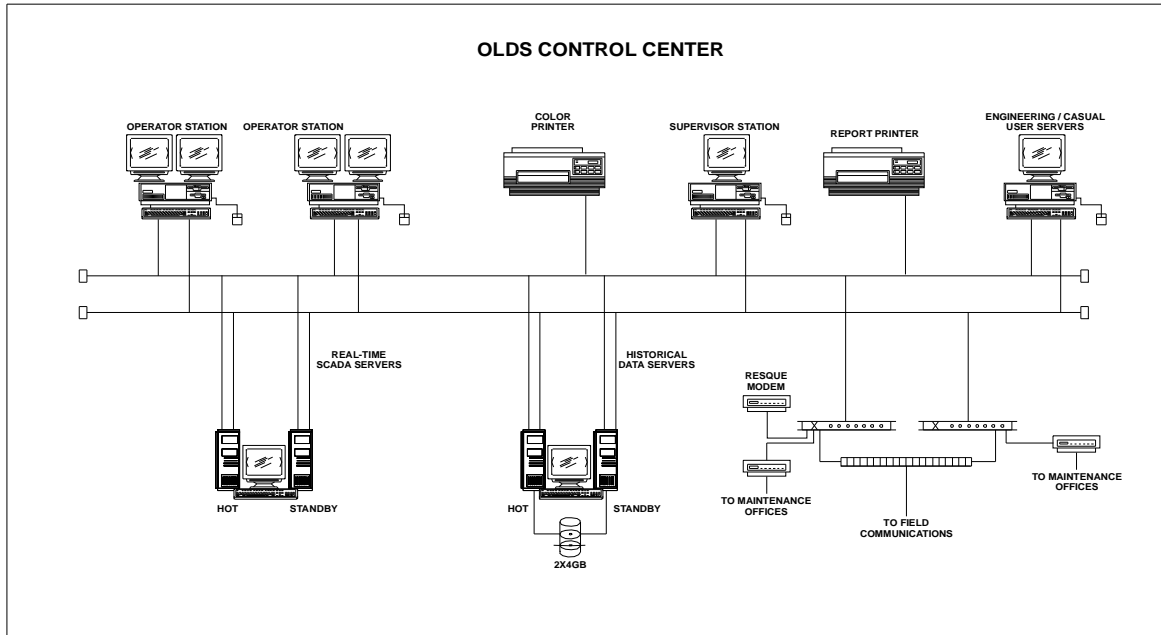 OLDS CONTROL CENTER
OPERATOR STATION
OPERATOR STATION
COLOR
PRINTER
SUPERVISOR STATION
REPORT PRINTER
ENGINEERING / CASUAL
USER SERVERS
REAL-TIME
SCADA SERVERS
HISTORICAL
DATA SERVERS
RESQUE
MODEM
HOT
STANDBY
HOT
STANDBY
2X4GB
TO MAINTENANCE
OFFICES
TO FIELD
COMMUNICATIONS
TO MAINTENANCE
OFFICES